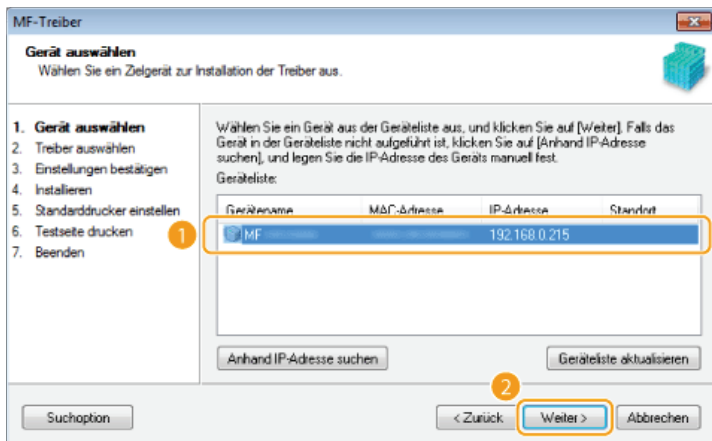 MF-Treiber
Gerät auswählen
Wählen Sie ein Zielgerät zur Installation der Treiber aus.
1. Gerät auswählen
2. Treiber auswählen
3. Einstellungen bestätigen
4. Installieren
5. Standarddrucker einstellen
6. Testseite drucken
7. Beenden
Wählen Sie ein Gerät aus der Geräteliste aus, und klicken Sie auf [Weiter]. Falls das
Gerät in der Geräteliste nicht aufgeführt ist, klicken Sie auf [Anhand IP-Adresse
suchen], und legen Sie die IP-Adresse des Geräts manuell fest.
Geräteliste:
Gerätename MAC-Adresse IP-Adresse Standort
1
MF 192.168.0.215
Anhand IP-Adresse suchen Geräteliste aktualisieren
2
Suchoption < Zurück Weiter > Abbrechen